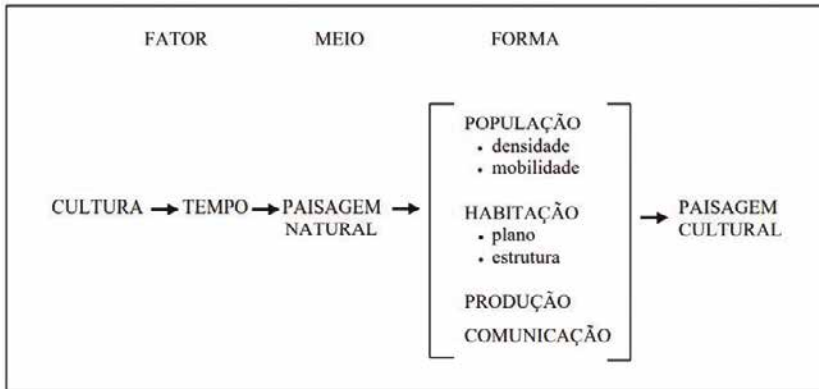 FATOR MEIO FORMA
POPULAÇÃO
• densidade
• mobilidade
CULTURA → TEMPO → PAISAGEM NATURAL →
HABITAÇÃO
• plano
• estrutura
→ PAISAGEM CULTURAL
PRODUÇÃO
COMUNICAÇÃO